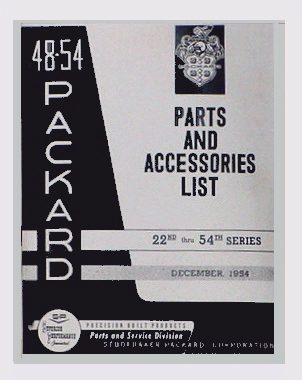 48-54
PACKARD
PARTS
AND
ACCESSORIES
LIST
22ND thru 54TH SERIES
DECEMBER, 1954
PRECISION BUILT PRODUCTS
Parts and Service Division
STUDEBAKER PACKARD CORPORATION